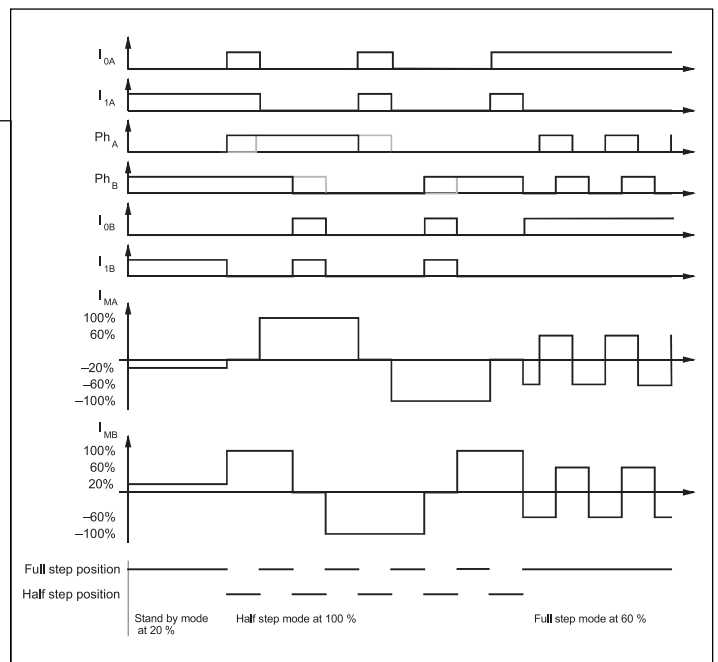 I0A
I1A
PhA
PhB
I0B
I1B
IMA
100%
60%
–20%
–60%
–100%
IMB
100%
60%
20%
–60%
–100%
Full step position
Half step position
Stand by mode
at 20 %
Half step mode at 100 %
Full step mode at 60 %